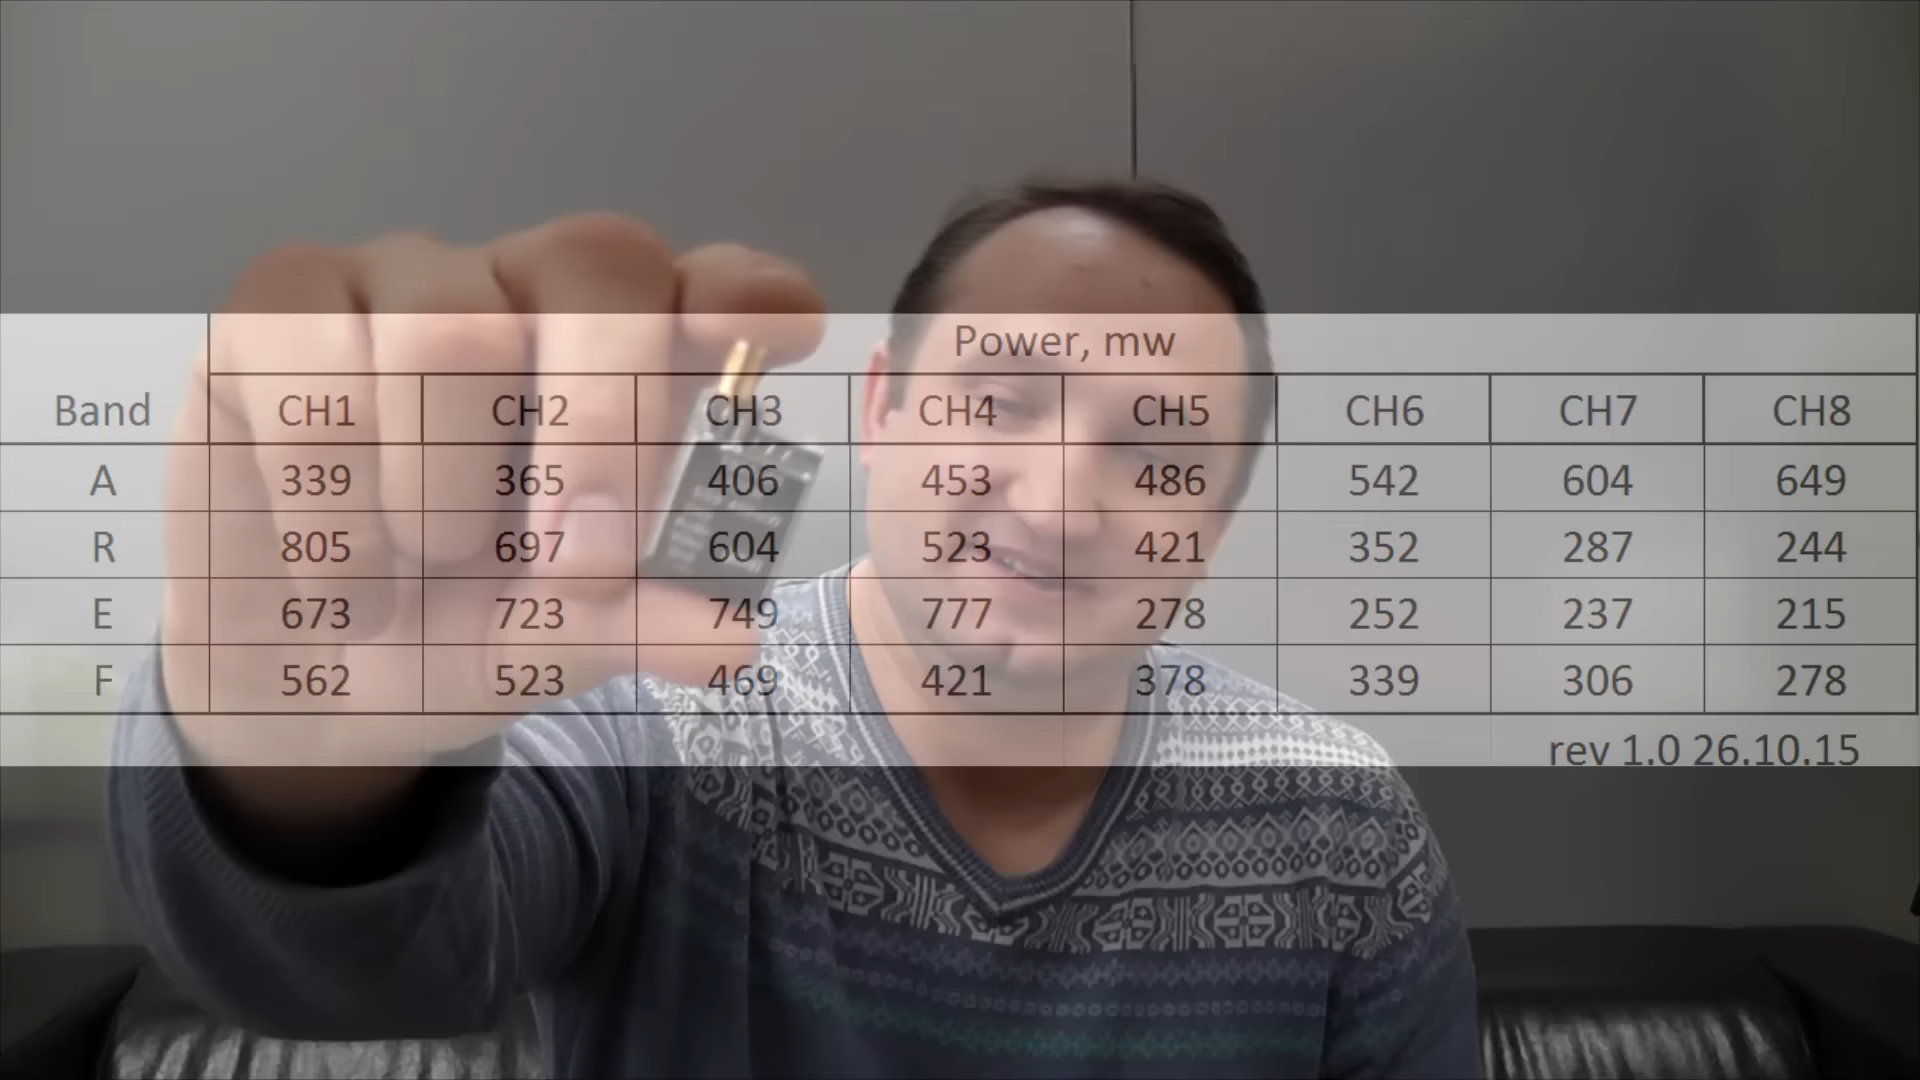 Power, mw
Band CH1 CH2 CH3 CH4 CH5 CH6 CH7 CH8
A 339 365 406 453 486 542 604 649
R 805 697 604 523 421 352 287 244
E 673 723 749 777 278 252 237 215
F 562 523 469 421 378 339 306 278
rev 1.0 26.10.15